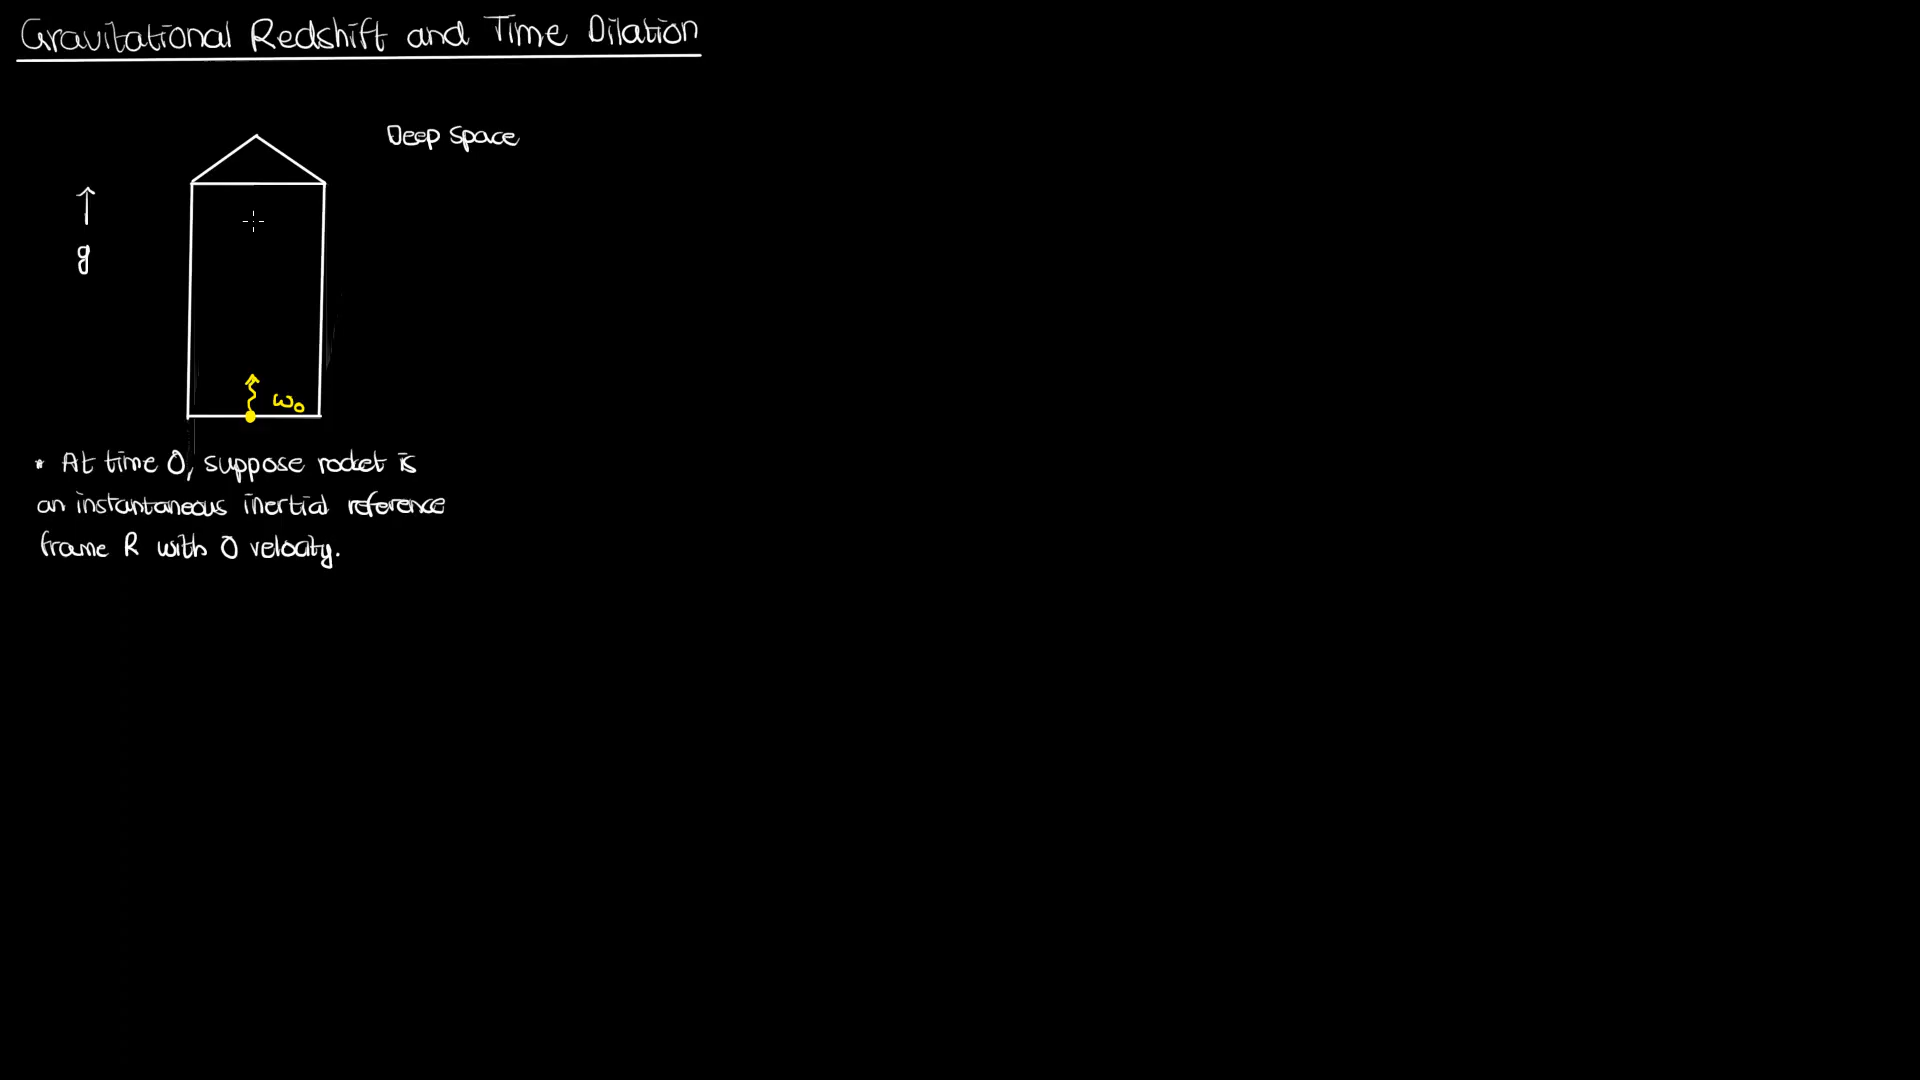 Gravitational Redshift and Time Dilation
Deep Space
↑
g
ω₀
* At time 0, suppose rocket is
an instantaneous inertial reference
frame R with 0 velocity.